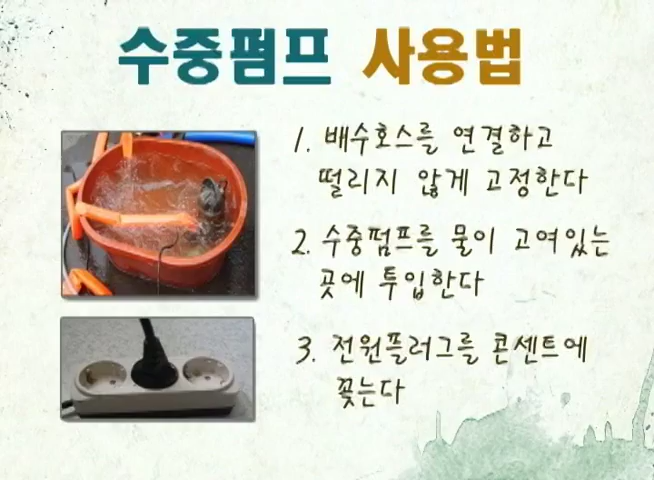 수중펌프 사용법
1. 배수호스를 연결하고
떨리지 않게 고정한다
2. 수중펌프를 물이 고여있는
곳에 투입한다
3. 전원플러그를 콘센트에
꽂는다